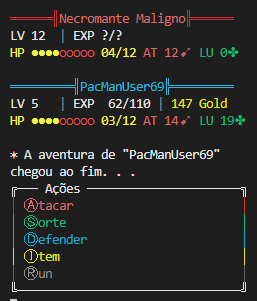 Necromante Maligno
LV 12 | EXP ?/?
HP ●●●●○○○○○ 04/12 AT 12➹ LU 0✤
PacManUser69
LV 5 | EXP 62/110 | 147 Gold
HP ●●●●○○○○○ 03/12 AT 14➹ LU 19✤
* A aventura de "PacManUser69"
chegou ao fim. . .
Ações
Ⓐtacar
Ⓢorte
Ⓓefender
Ⓘtem
Ⓡun